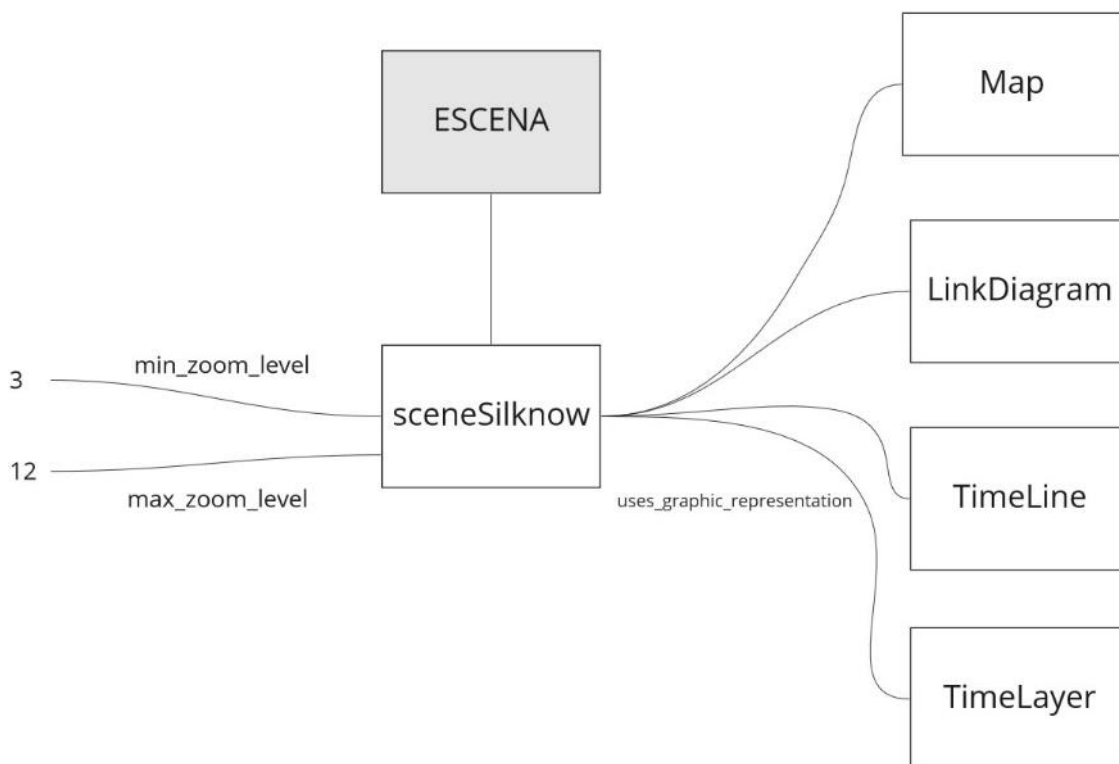 Map
ESCENA
LinkDiagram
min_zoom_level
3
sceneSilknow
12
max_zoom_level
uses_graphic_representation
TimeLine
TimeLayer